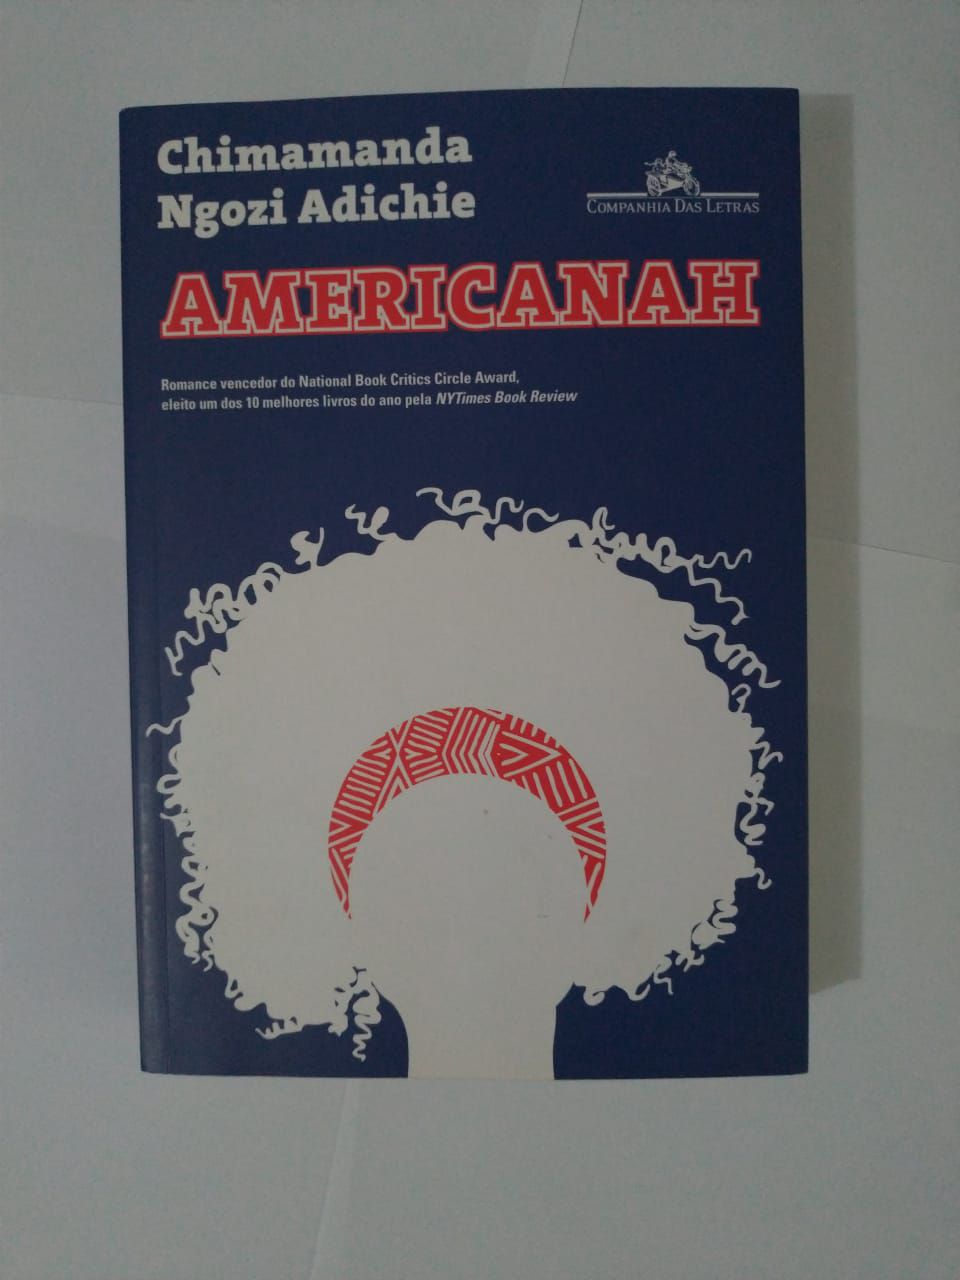 Chimamanda
Ngozi Adichie
COMPANHIA DAS LETRAS
AMERICANAH
Romance vencedor do National Book Critics Circle Award,
eleito um dos 10 melhores livros do ano pela NYTimes Book Review